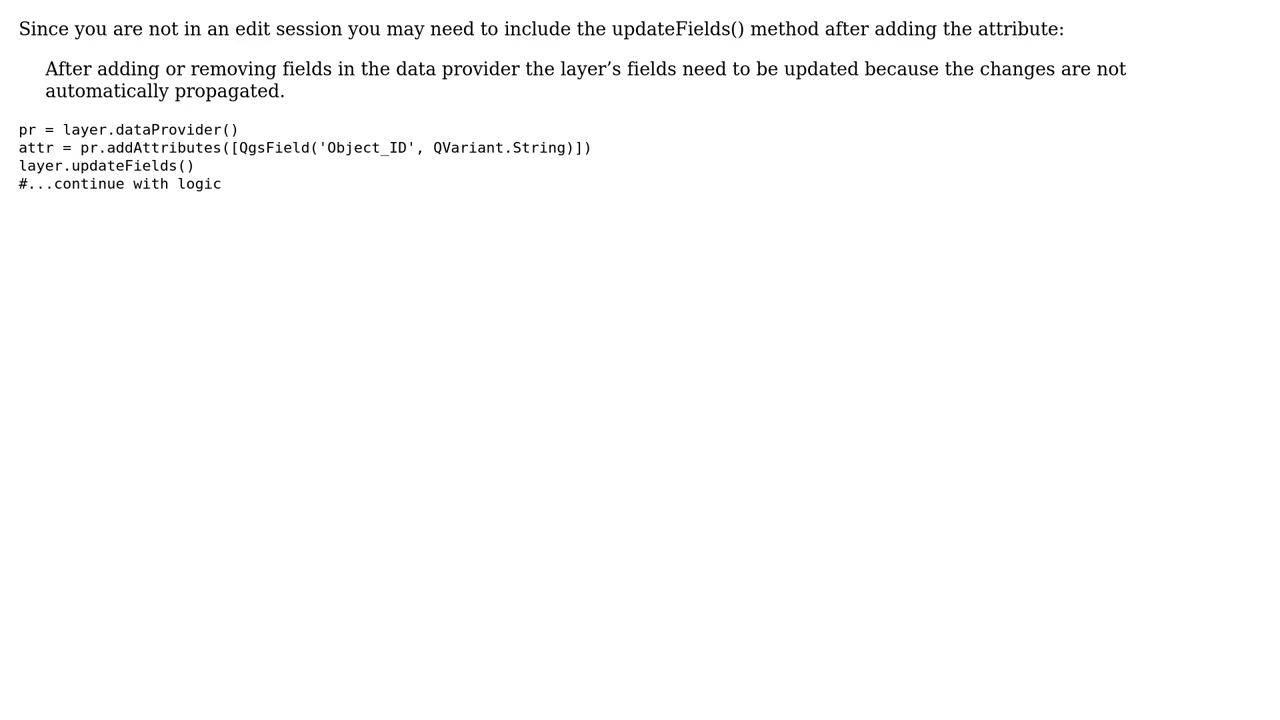 Since you are not in an edit session you may need to include the updateFields() method after adding the attribute:
After adding or removing fields in the data provider the layer’s fields need to be updated because the changes are not
automatically propagated.
pr = layer.dataProvider()
attr = pr.addAttributes([QgsField('Object_ID', QVariant.String)])
layer.updateFields()
#...continue with logic